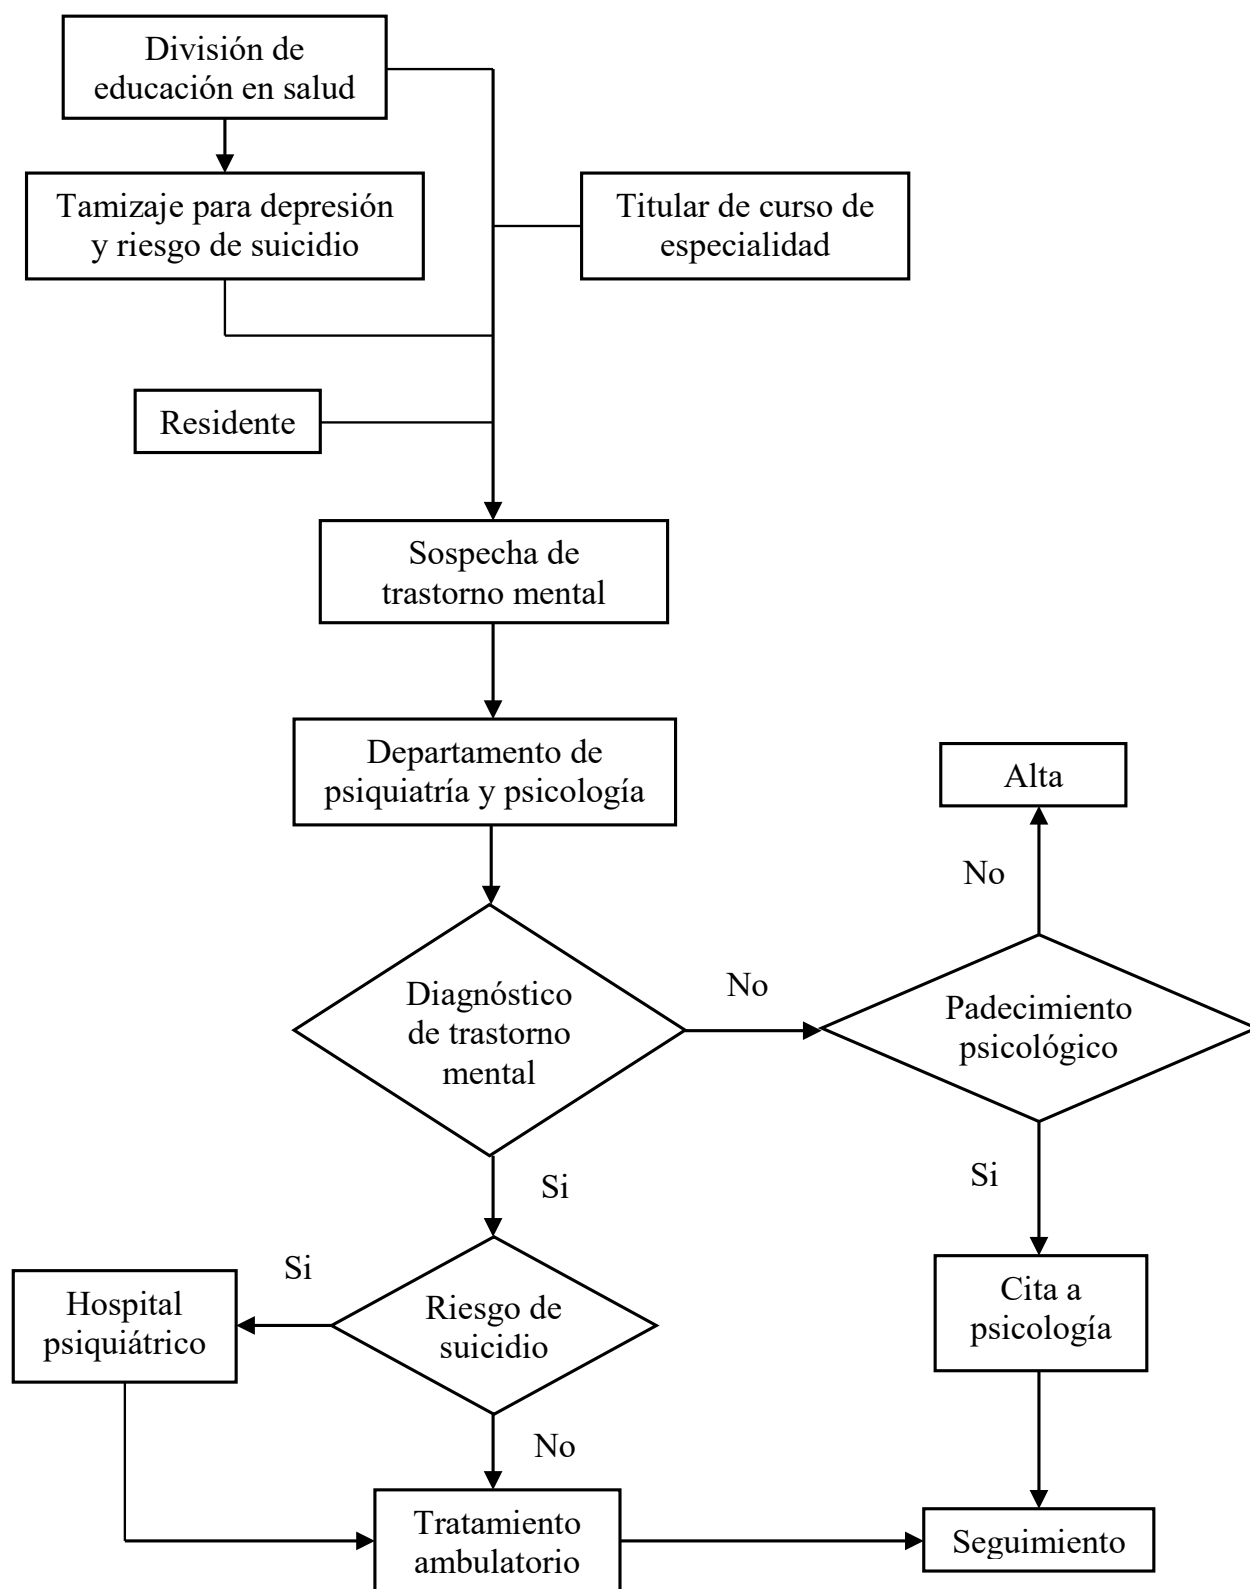 División de
educación en salud
Tamizaje para depresión
y riesgo de suicidio
Titular de curso de
especialidad
Residente
Sospecha de
trastorno mental
Departamento de
psiquiatría y psicología
Alta
No
Diagnóstico
de trastorno
mental
No
Padecimiento
psicológico
Si
Si
Si
Hospital
psiquiátrico
Riesgo de
suicidio
Cita a
psicología
No
Tratamiento
ambulatorio
Seguimiento